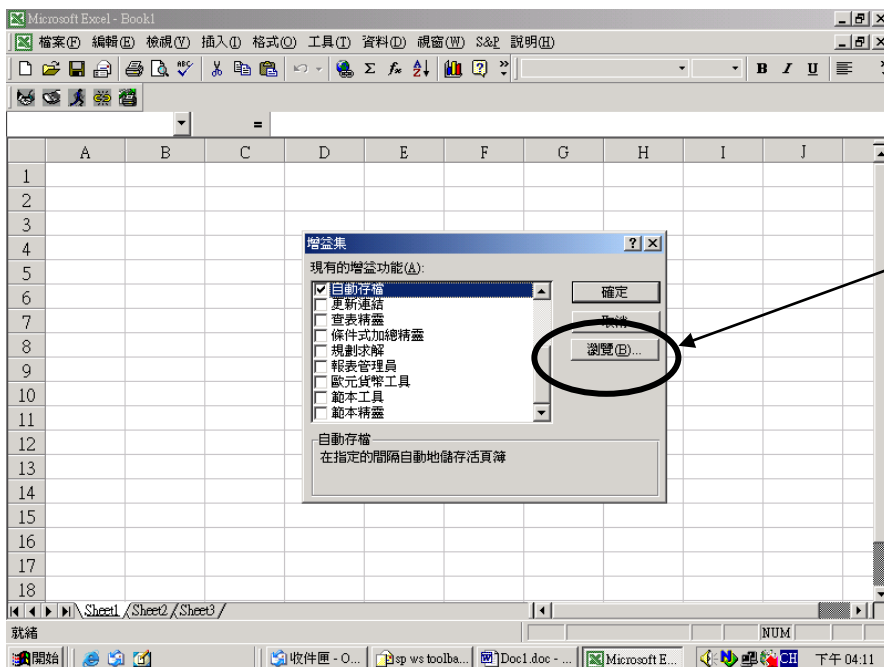 Microsoft Excel - Book1
檔案(F) 編輯(E) 檢視(V) 插入(I) 格式(O) 工具(T) 資料(D) 視窗(W) S&P 說明(H)
ABC Σ f* A Z ? B I U
=
A B C D E F G H I J
1
2
3
4
5
6
7
8
9
10
11
12
13
14
15
16
17
18
增益集
現有的增益功能(A):
自動存檔
更新連結
查表精靈
條件式加總精靈
規劃求解
報表管理員
歐元貨幣工具
範本工具
範本精靈
確定
取消
瀏覽(B)...
自動存檔
在指定的間隔自動地儲存活頁簿
Sheet1 Sheet2 Sheet3
就緒 NUM
開始 收件匣 - O... sp ws toolba... Doc1.doc - ... Microsoft E... CH 下午 04:11